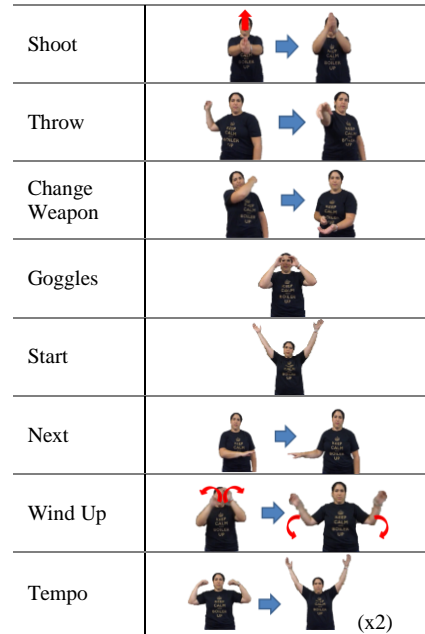 Shoot
Throw
Change
Weapon
Goggles
Start
Next
Wind Up
Tempo
(x2)